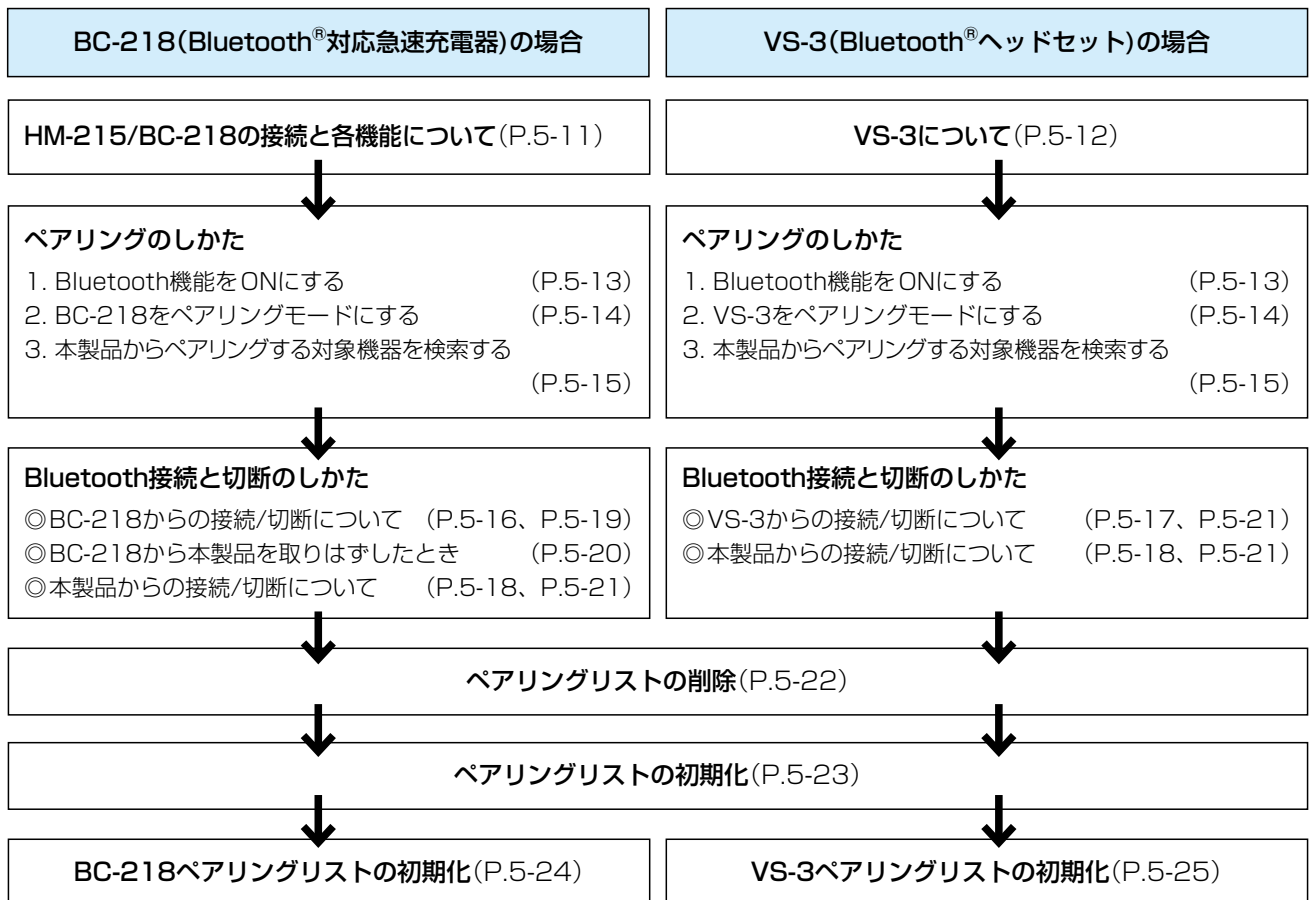 BC-218（Bluetooth®対応急速充電器）の場合
HM-215/BC-218の接続と各機能について（P.5-11）
ペアリングのしかた
1. Bluetooth機能をONにする （P.5-13）
2. BC-218をペアリングモードにする （P.5-14）
3. 本製品からペアリングする対象機器を検索する
（P.5-15）
Bluetooth接続と切断のしかた
◎BC-218からの接続/切断について （P.5-16、P.5-19）
◎BC-218から本製品を取りはずしたとき （P.5-20）
◎本製品からの接続/切断について （P.5-18、P.5-21）
VS-3（Bluetooth®ヘッドセット）の場合
VS-3について（P.5-12）
ペアリングのしかた
1. Bluetooth機能をONにする （P.5-13）
2. VS-3をペアリングモードにする （P.5-14）
3. 本製品からペアリングする対象機器を検索する
（P.5-15）
Bluetooth接続と切断のしかた
◎VS-3からの接続/切断について （P.5-17、P.5-21）
◎本製品からの接続/切断について （P.5-18、P.5-21）
ペアリングリストの削除（P.5-22）
ペアリングリストの初期化（P.5-23）
BC-218ペアリングリストの初期化（P.5-24）
VS-3ペアリングリストの初期化（P.5-25）